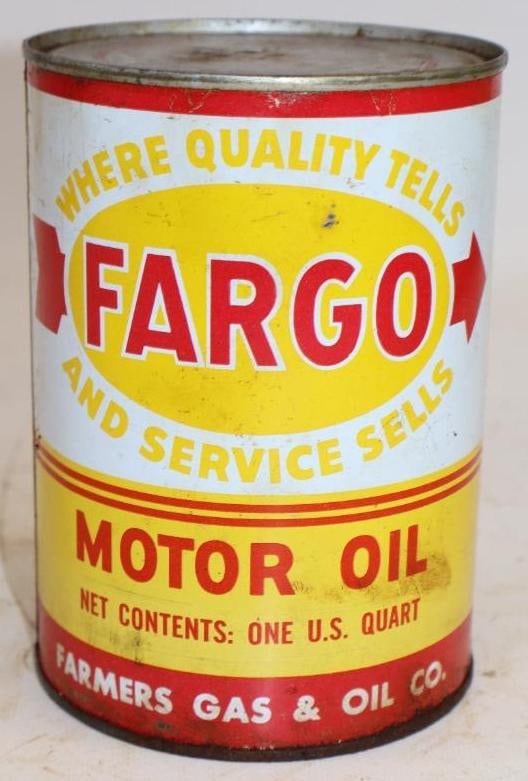 WHERE QUALITY TELLS
FARGO
AND SERVICE SELLS
MOTOR OIL
NET CONTENTS: ONE U.S. QUART
FARMERS GAS & OIL CO.